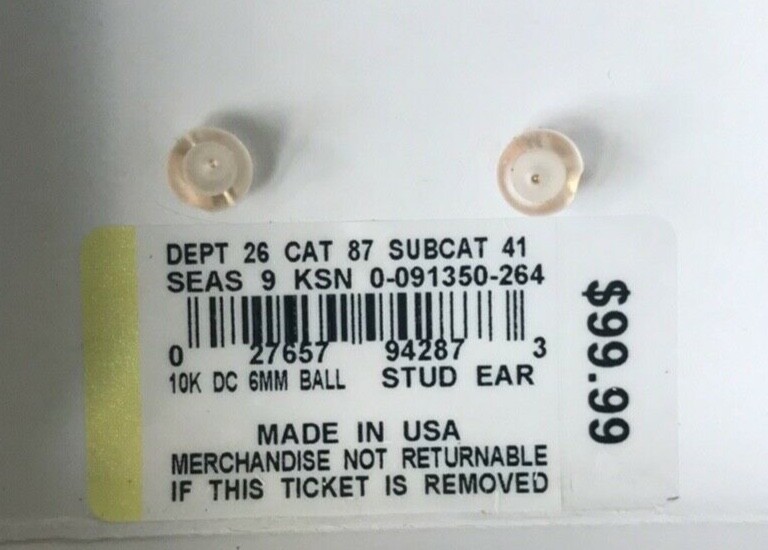 DEPT 26 CAT 87 SUBCAT 41
SEAS 9 KSN 0-091350-264
0 27657 94287 3
10K DC 6MM BALL STUD EAR
MADE IN USA
MERCHANDISE NOT RETURNABLE
IF THIS TICKET IS REMOVED
$99.99